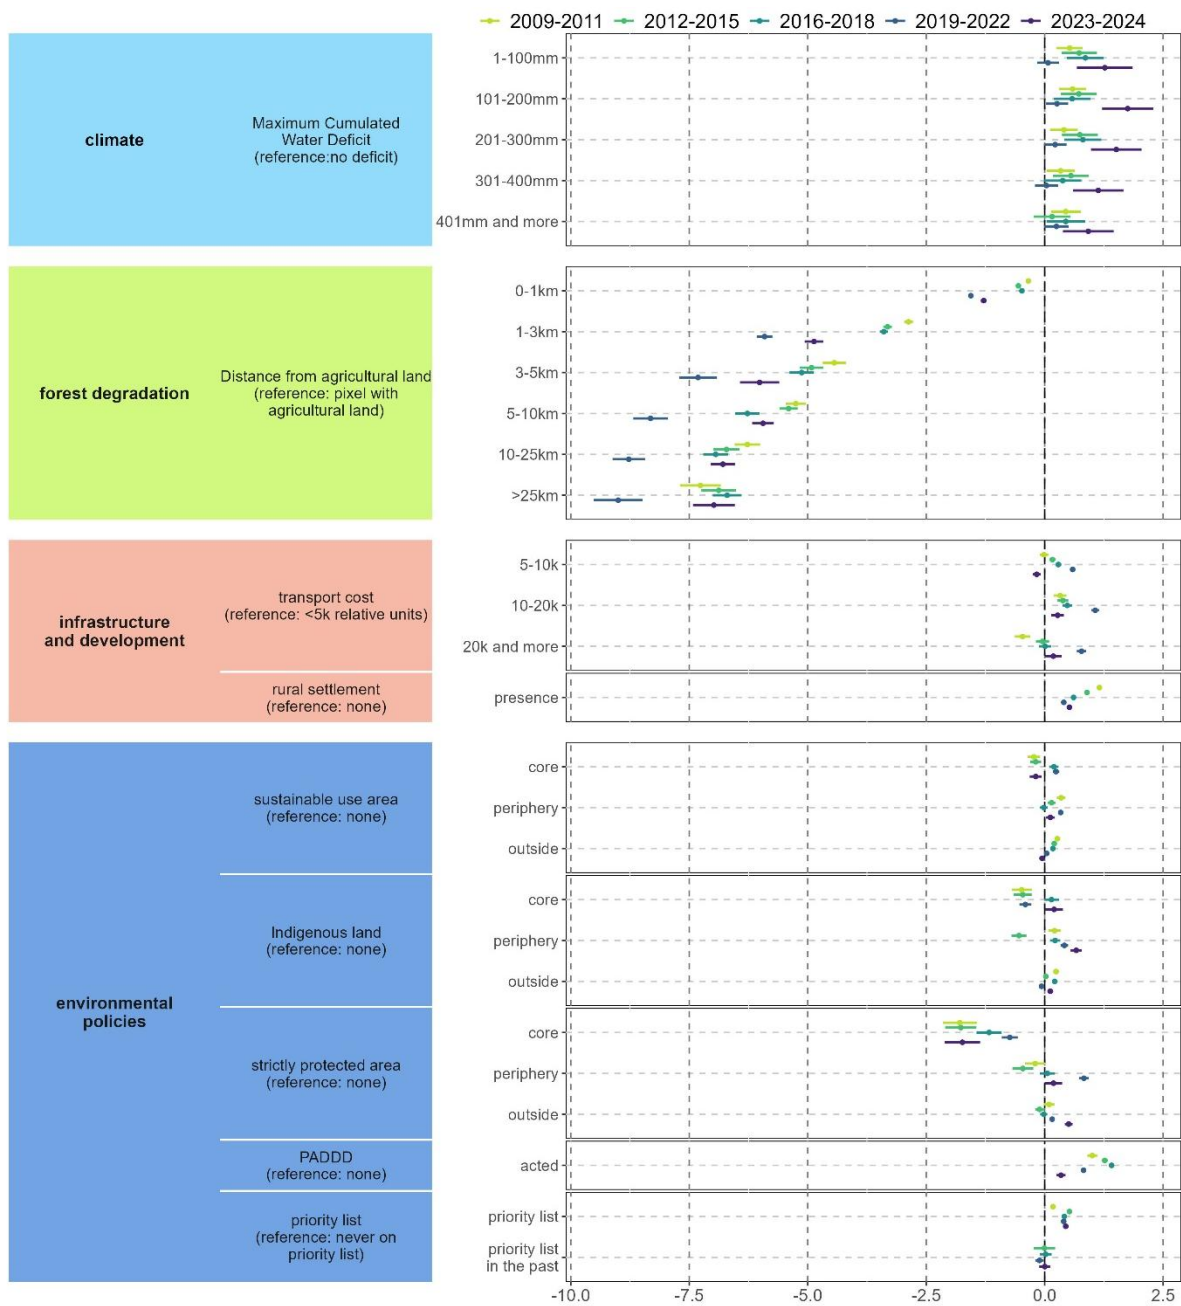 2009-2011 2012-2015 2016-2018 2019-2022 2023-2024
climate
Maximum Cumulated
Water Deficit
(reference:no deficit)
1-100mm
101-200mm
201-300mm
301-400mm
401mm and more
forest degradation
Distance from agricultural land
(reference: pixel with
agricultural land)
0-1km
1-3km
3-5km
5-10km
10-25km
>25km
infrastructure
and development
transport cost
(reference: <5k relative units)
5-10k
10-20k
20k and more
rural settlement
(reference: none)
presence
environmental
policies
sustainable use area
(reference: none)
core
periphery
outside
Indigenous land
(reference: none)
core
periphery
outside
strictly protected area
(reference: none)
core
periphery
outside
PADDD
(reference: none)
acted
priority list
(reference: never on
priority list)
priority list
priority list
in the past
-10.0 -7.5 -5.0 -2.5 0.0 2.5